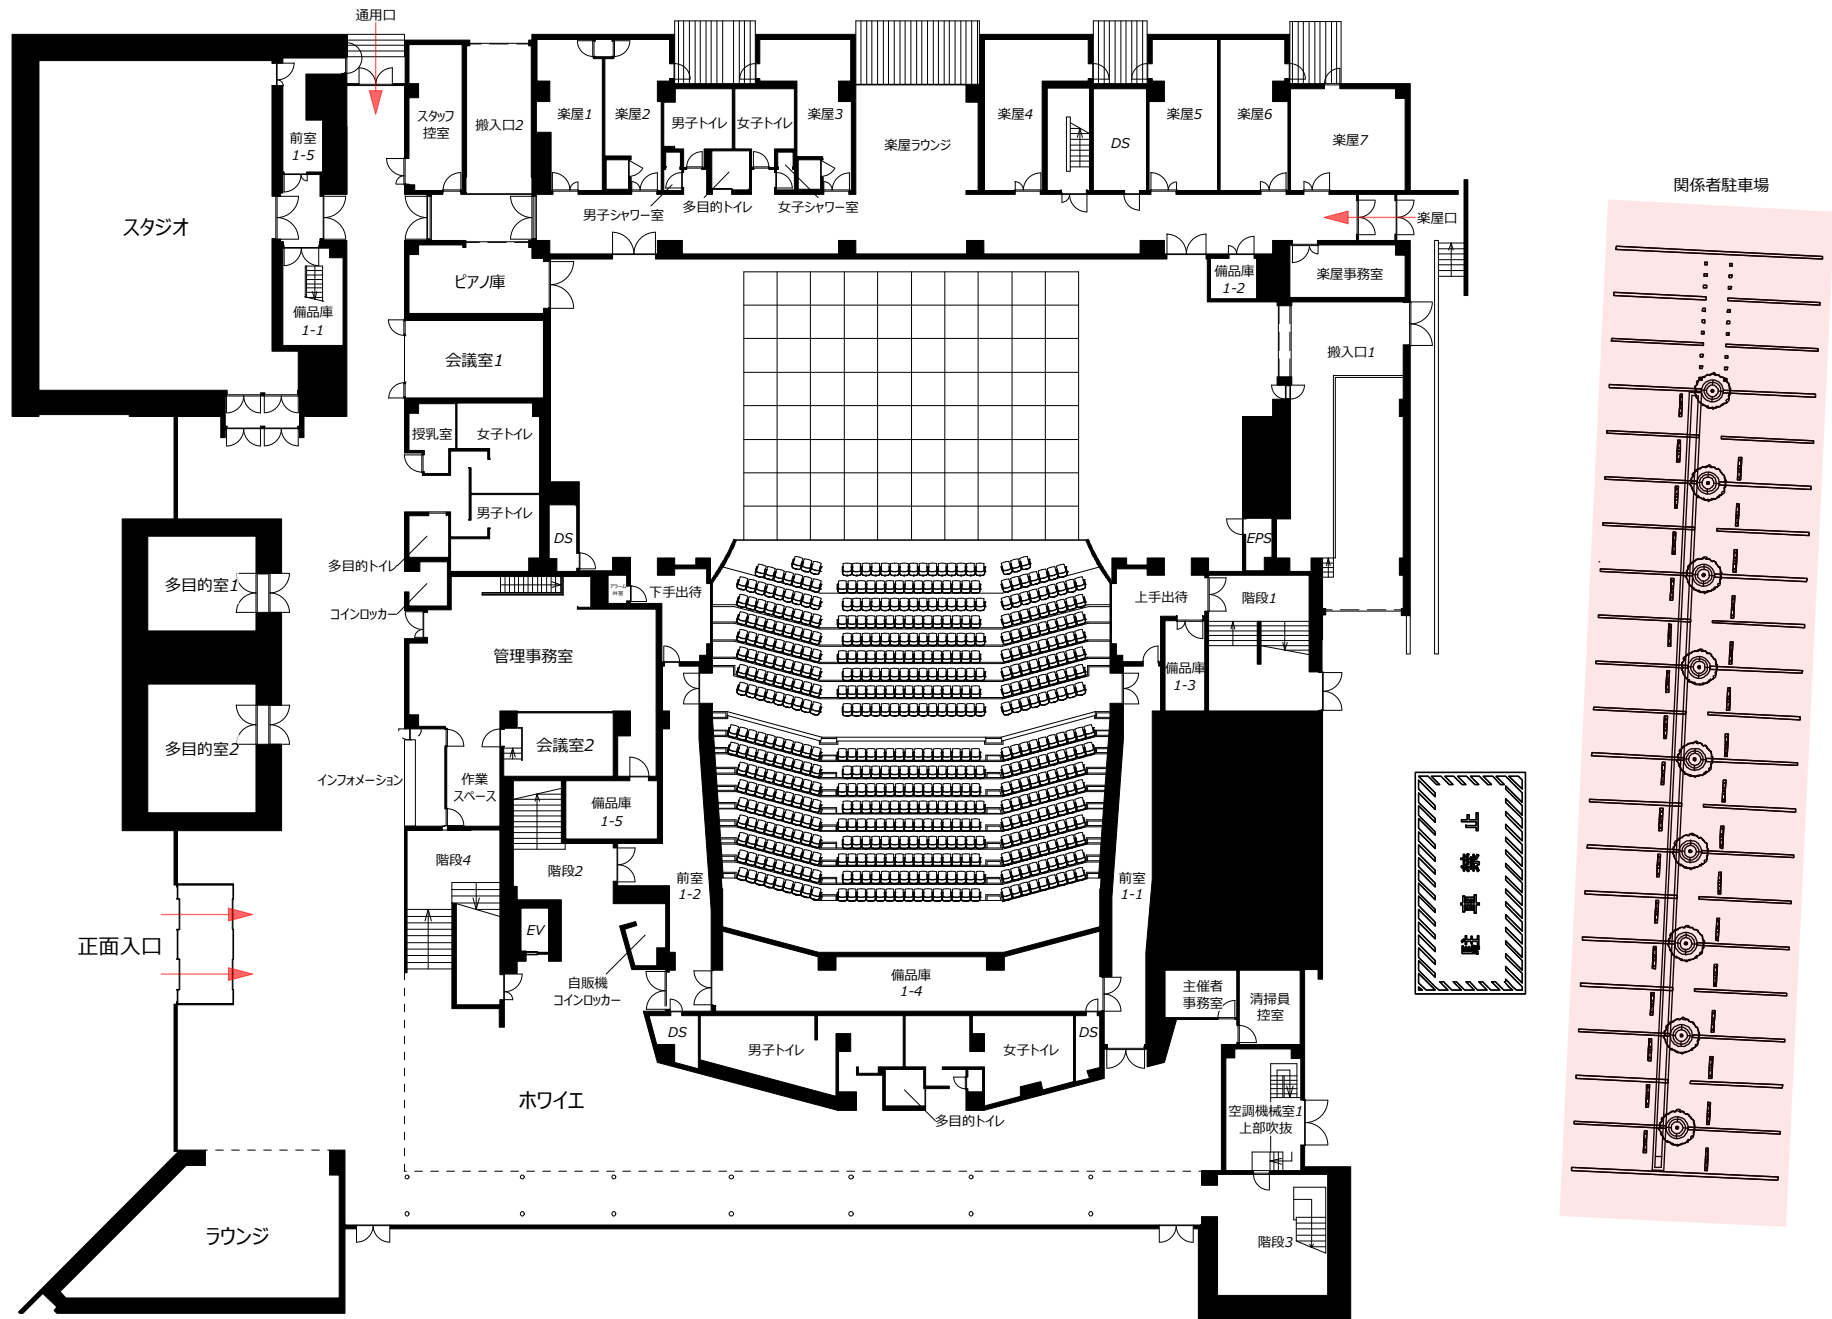 通用口
スタッフ
控室
搬入口2
楽屋1
楽屋2
男子トイレ
女子トイレ
楽屋3
楽屋ラウンジ
楽屋4
DS
楽屋5
楽屋6
楽屋7
前室
1-5
関係者駐車場
スタジオ
男子シャワー室
多目的トイレ
女子シャワー室
楽屋口
備品庫
1-1
ピアノ庫
備品庫
1-2
楽屋事務室
会議室1
搬入口1
授乳室
女子トイレ
男子トイレ
DS
EPS
多目的トイレ
多目的室1
コインロッカー
下手出待
上手出待
階段1
管理事務室
備品庫
1-3
多目的室2
会議室2
インフォメーション
作業
スペース
備品庫
1-5
階段4
階段2
前室
1-2
前室
1-1
駐車禁止
EV
正面入口
自販機
コインロッカー
備品庫
1-4
主催者
事務室
清掃員
控室
DS
男子トイレ
女子トイレ
DS
ホワイエ
多目的トイレ
空調機械室1
上部吹抜
ラウンジ
階段3